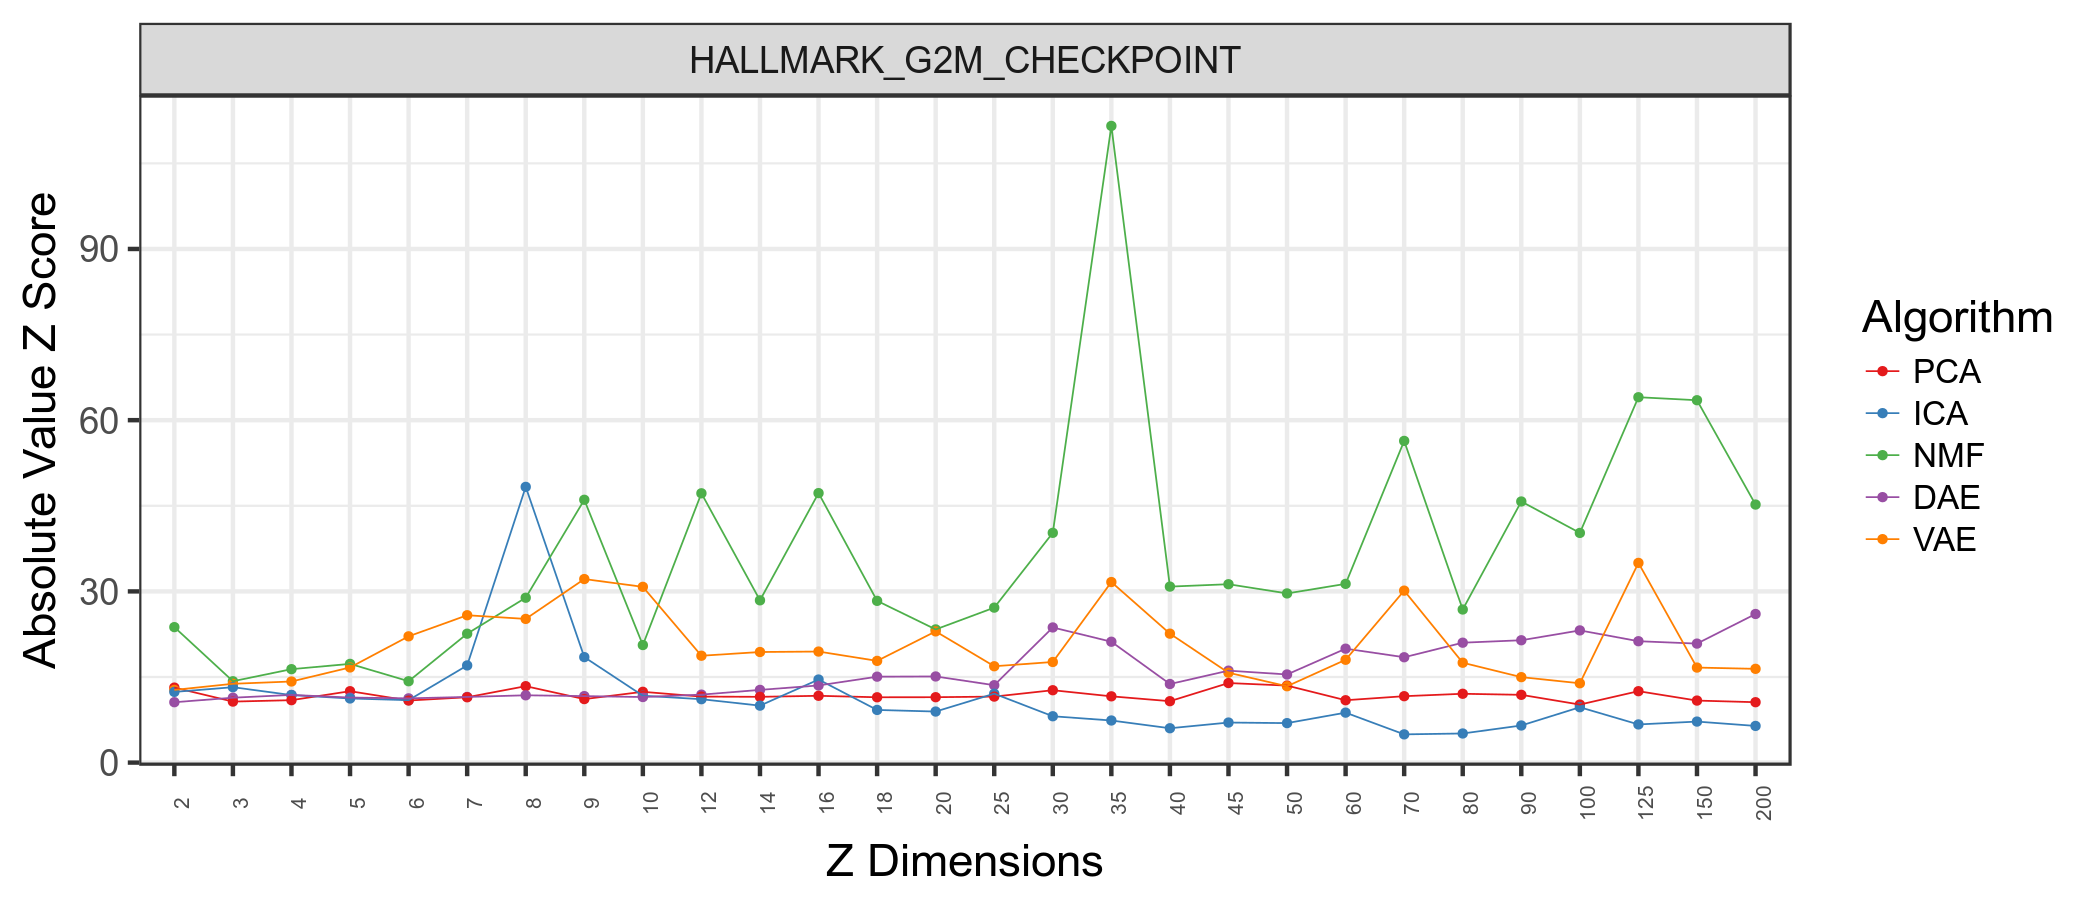 HALLMARK_G2M_CHECKPOINT
Absolute Value Z Score
90
60
30
0
2 3 4 5 6 7 8 9 10 12 14 16 18 20 25 30 35 40 45 50 60 70 80 90 100 125 150 200
Z Dimensions
Algorithm
PCA
ICA
NMF
DAE
VAE